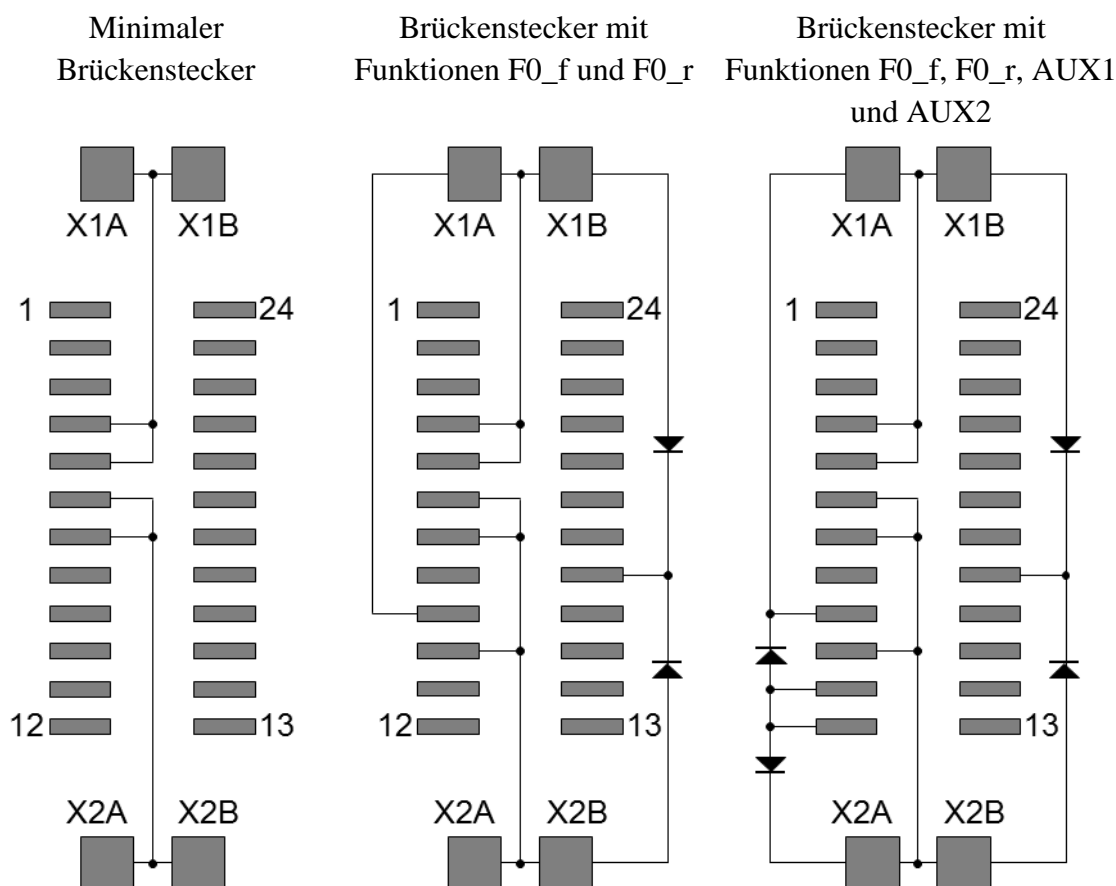 Minimaler
Brückenstecker
Brückenstecker mit
Funktionen F0_f und F0_r
Brückenstecker mit
Funktionen F0_f, F0_r, AUX1
und AUX2
X1A X1B
X1A X1B
X1A X1B
1 24
1 24
1 24
12 13
12 13
12 13
X2A X2B
X2A X2B
X2A X2B